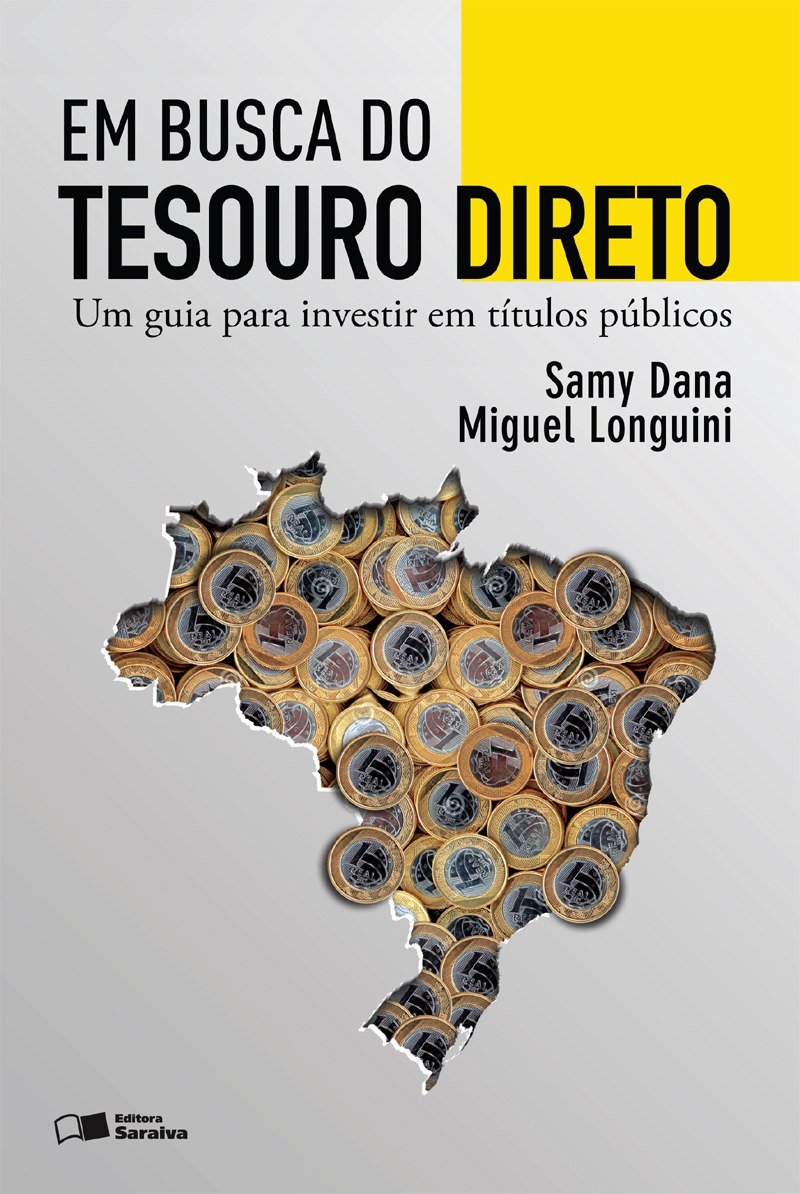 EM BUSCA DO
TESOURO DIRETO
Um guia para investir em títulos públicos
Samy Dana
Miguel Longuini
Editora
Saraiva